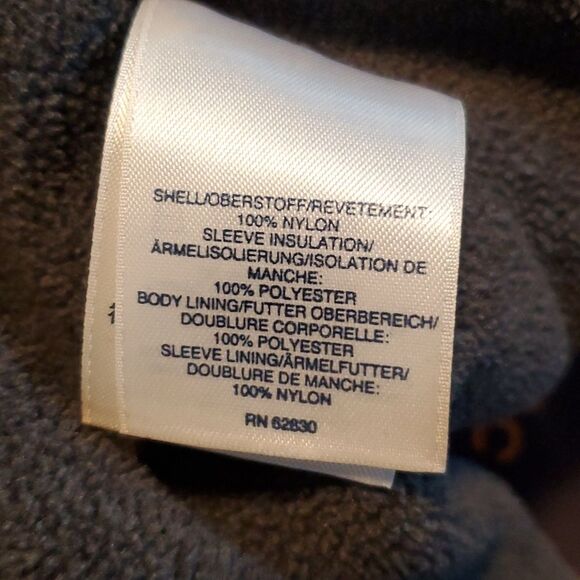 SHELL/OBERSTOFF/REVETEMENT:
100% NYLON
SLEEVE INSULATION/
ÄRMELISOLIERUNG/ISOLATION DE
MANCHE:
100% POLYESTER
BODY LINING/FUTTER OBERBEREICH/
DOUBLURE CORPORELLE:
100% POLYESTER
SLEEVE LINING/ÄRMELFUTTER/
DOUBLURE DE MANCHE:
100% NYLON
RN 62830